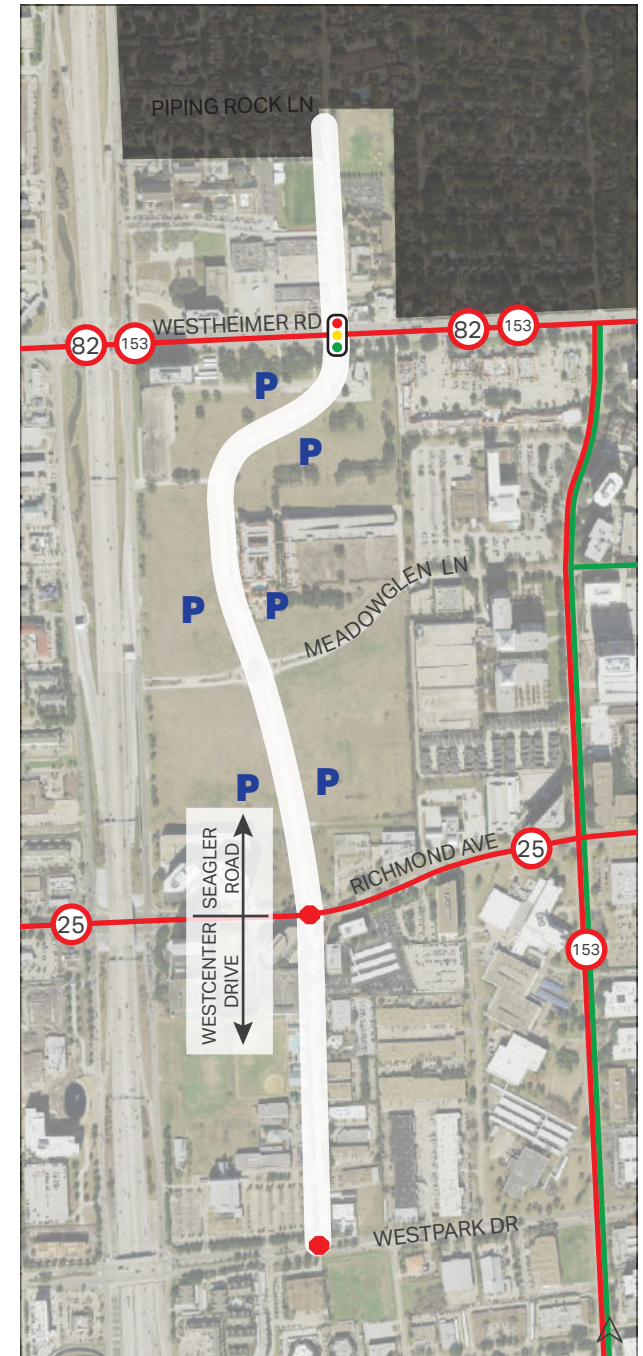 PIPING ROCK LN
WESTHEIMER RD
82
153
82
153
P
P
P
P
MEADOWGLEN LN
P
P
SEAGLER
ROAD
RICHMOND AVE
25
25
WESTCENTER
DRIVE
153
WESTPARK DR